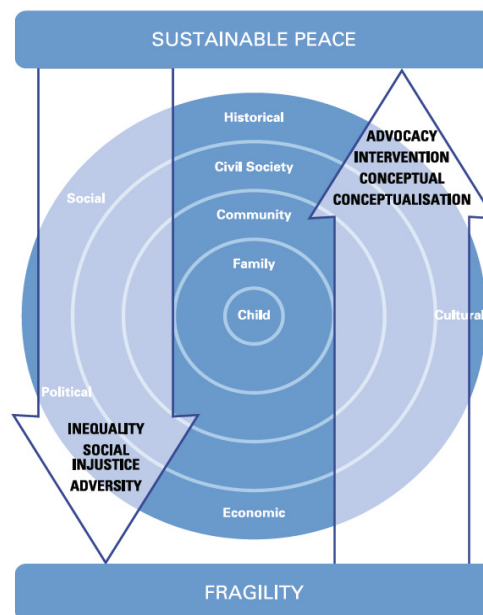 SUSTAINABLE PEACE
Historical
ADVOCACY
INTERVENTION
CONCEPTUAL
CONCEPTUALISATION
Civil Society
Social
Community
Family
Child
Cultural
Political
INEQUALITY
SOCIAL
INJUSTICE
ADVERSITY
Economic
FRAGILITY